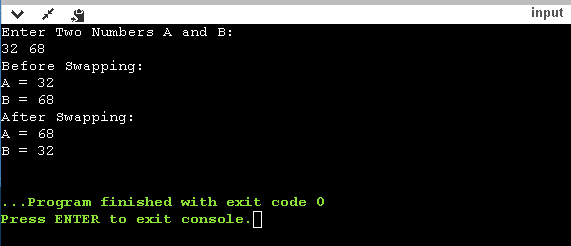 input
Enter Two Numbers A and B:
32 68
Before Swapping:
A = 32
B = 68
After Swapping:
A = 68
B = 32
...Program finished with exit code 0
Press ENTER to exit console.